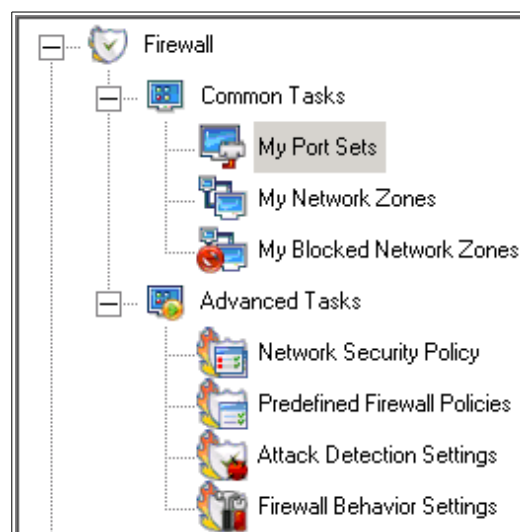 Firewall
Common Tasks
My Port Sets
My Network Zones
My Blocked Network Zones
Advanced Tasks
Network Security Policy
Predefined Firewall Policies
Attack Detection Settings
Firewall Behavior Settings